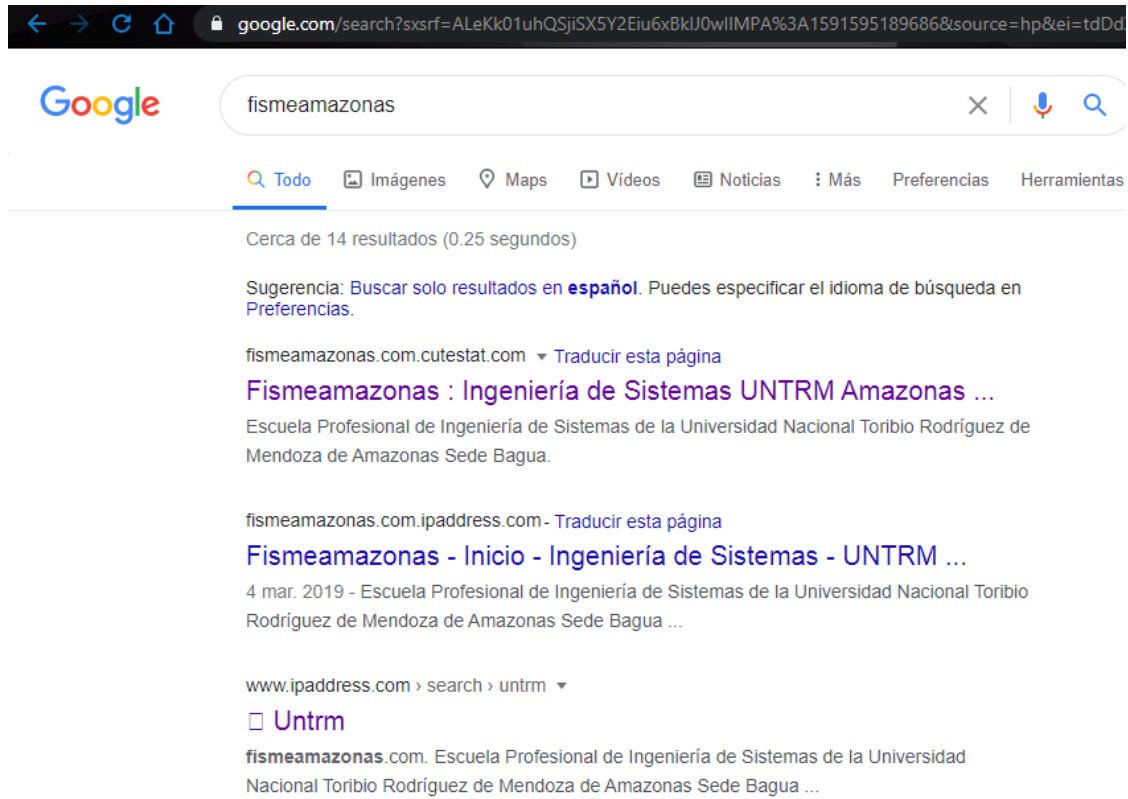 google.com/search?sxsrf=ALeKk01uhQSjiSX5Y2Eiu6xBkIJ0wlIMPA%3A1591595189686&source=hp&ei=tdDd
Google
fismeamazonas
Todo Imágenes Maps Vídeos Noticias Más Preferencias Herramientas
Cerca de 14 resultados (0.25 segundos)
Sugerencia: Buscar solo resultados en español. Puedes especificar el idioma de búsqueda en
Preferencias.
fismeamazonas.com.cutestat.com Traducir esta página
Fismeamazonas : Ingeniería de Sistemas UNTRM Amazonas ...
Escuela Profesional de Ingeniería de Sistemas de la Universidad Nacional Toribio Rodríguez de
Mendoza de Amazonas Sede Bagua.
fismeamazonas.com.ipaddress.com - Traducir esta página
Fismeamazonas - Inicio - Ingeniería de Sistemas - UNTRM ...
4 mar. 2019 - Escuela Profesional de Ingeniería de Sistemas de la Universidad Nacional Toribio
Rodríguez de Mendoza de Amazonas Sede Bagua ...
www.ipaddress.com › search › untrm
□ Untrm
fismeamazonas.com. Escuela Profesional de Ingeniería de Sistemas de la Universidad
Nacional Toribio Rodríguez de Mendoza de Amazonas Sede Bagua ...